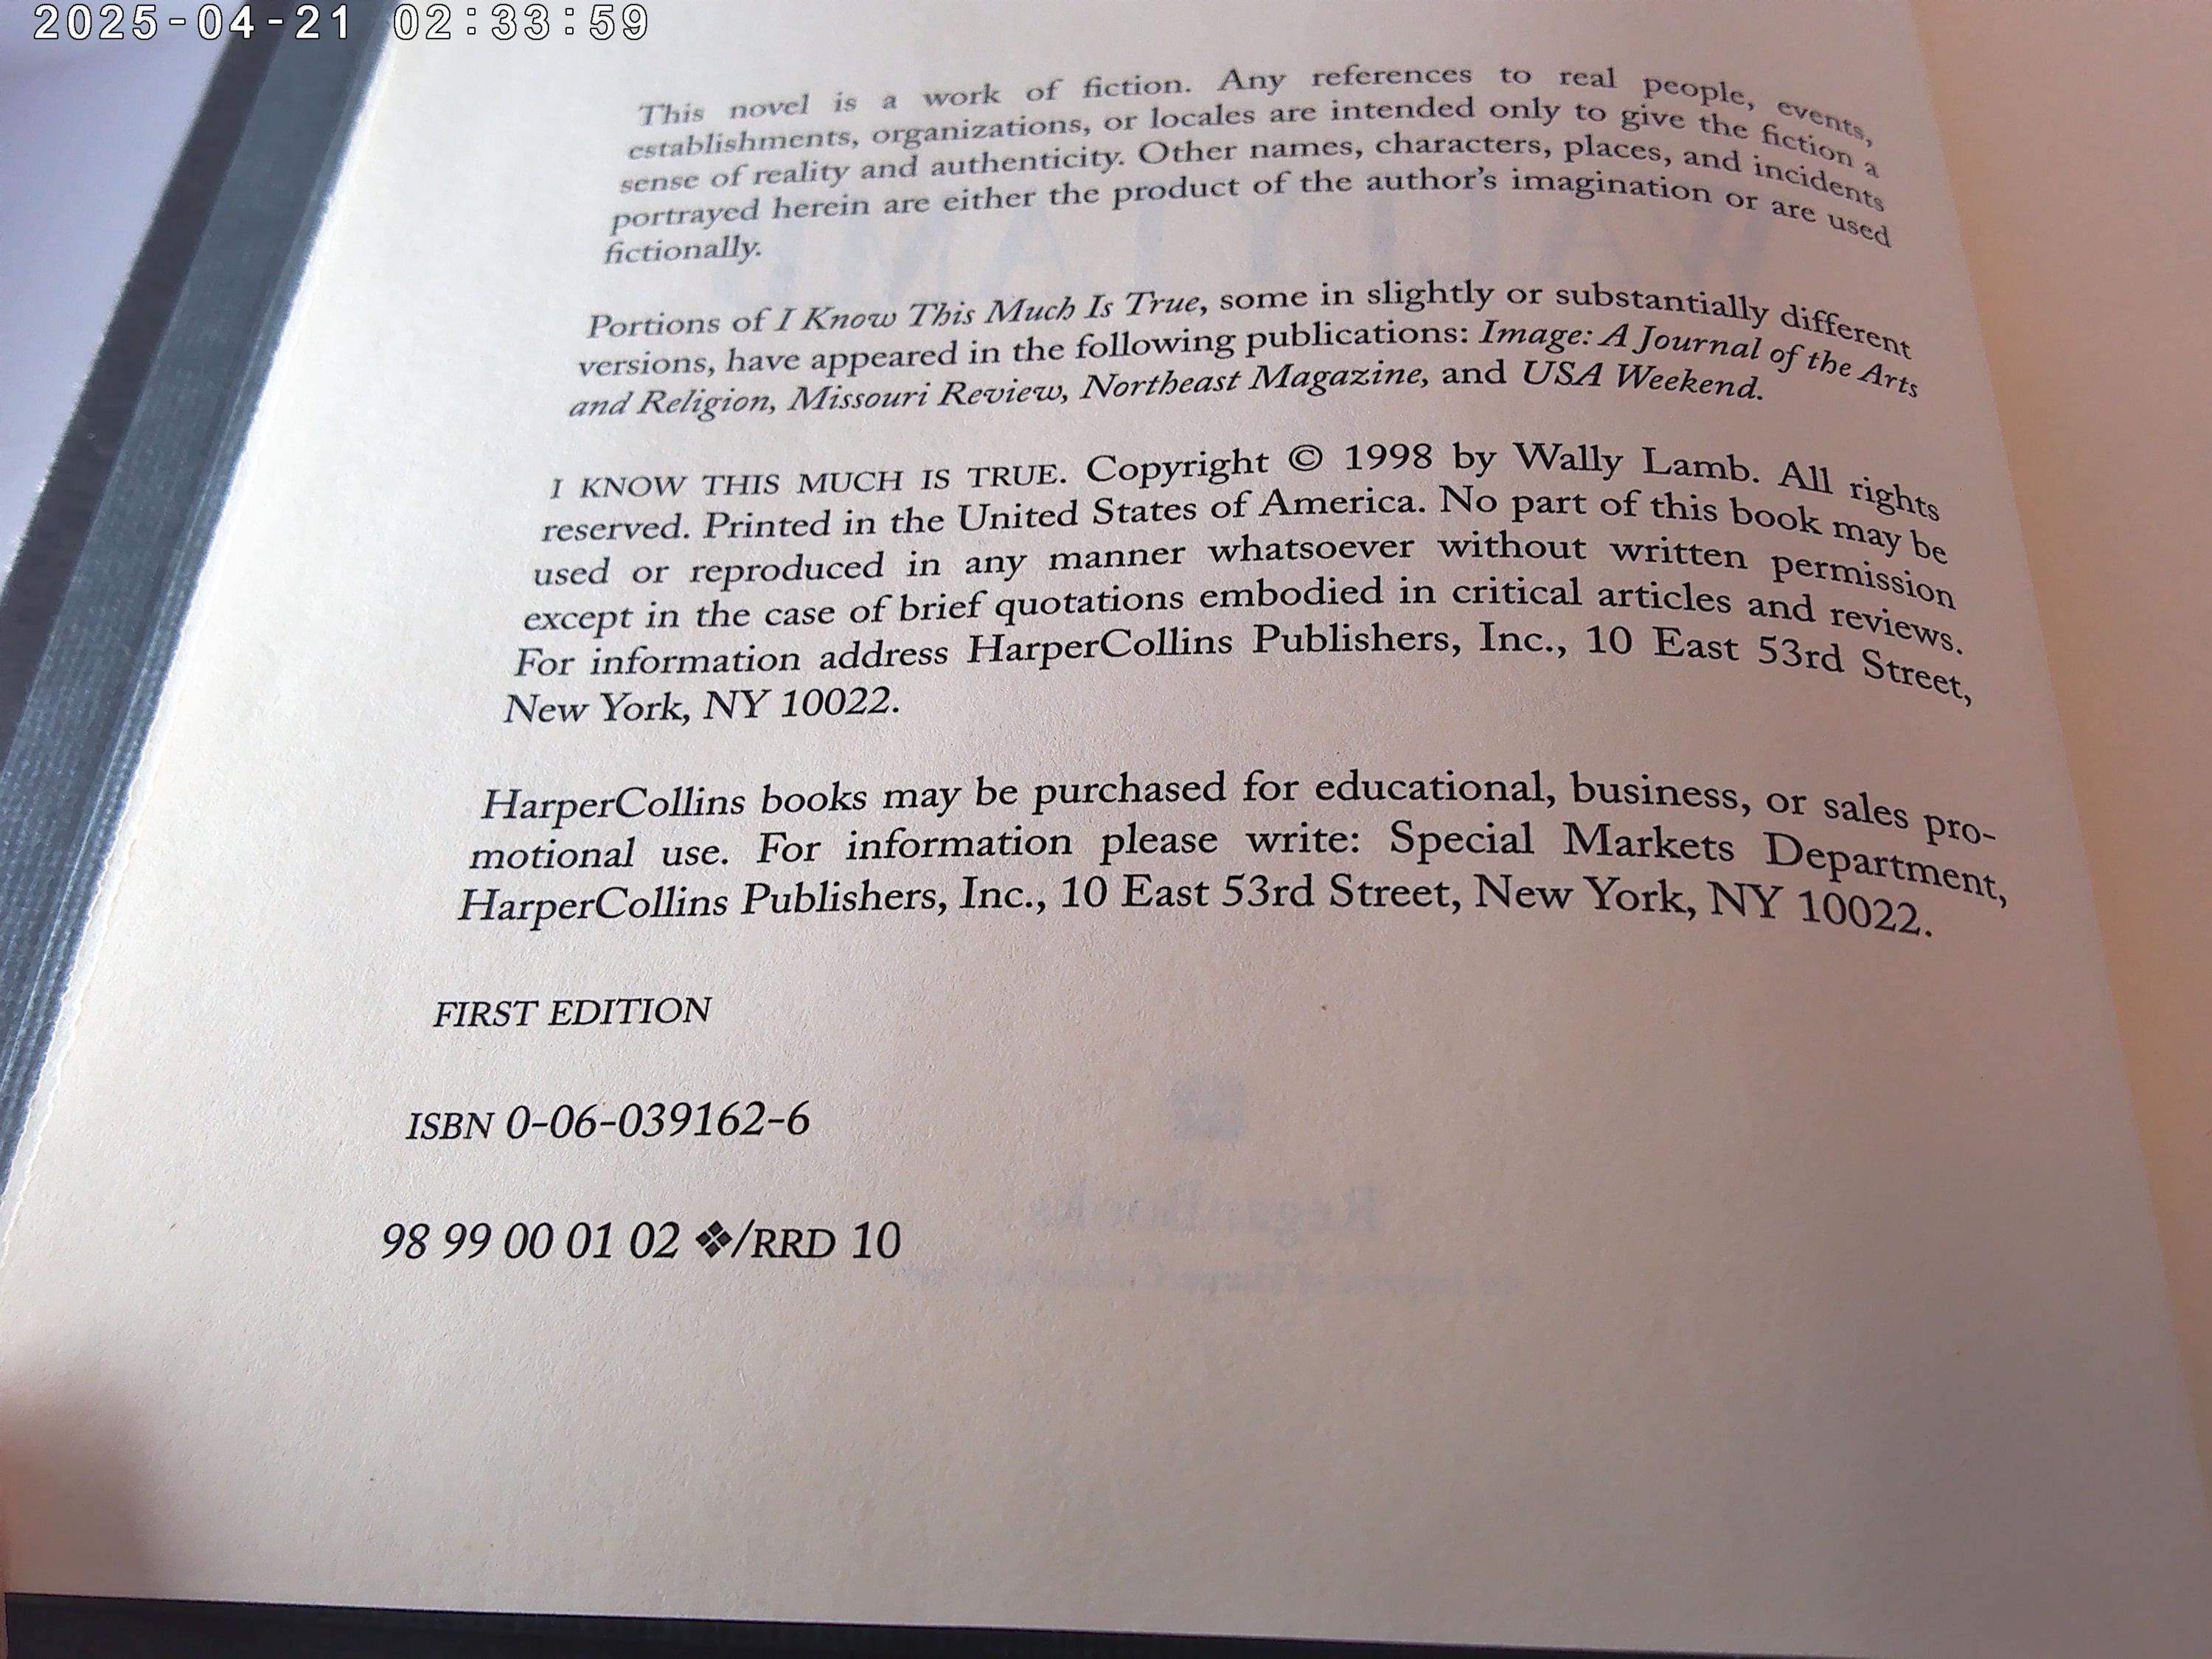 2025-04-21 02:33:59
This novel is a work of fiction. Any references to real people, events,
establishments, organizations, or locales are intended only to give the fiction a
sense of reality and authenticity. Other names, characters, places, and incidents
portrayed herein are either the product of the author's imagination or are used
fictionally.
Portions of I Know This Much Is True, some in slightly or substantially different
versions, have appeared in the following publications: Image: A Journal of the Arts
and Religion, Missouri Review, Northeast Magazine, and USA Weekend.
I KNOW THIS MUCH IS TRUE. Copyright © 1998 by Wally Lamb. All rights
reserved. Printed in the United States of America. No part of this book may be
used or reproduced in any manner whatsoever without written permission
except in the case of brief quotations embodied in critical articles and reviews.
For information address HarperCollins Publishers, Inc., 10 East 53rd Street,
New York, NY 10022.
HarperCollins books may be purchased for educational, business, or sales pro-
motional use. For information please write: Special Markets Department,
HarperCollins Publishers, Inc., 10 East 53rd Street, New York, NY 10022.
FIRST EDITION
ISBN 0-06-039162-6
98 99 00 01 02 ❖/RRD 10